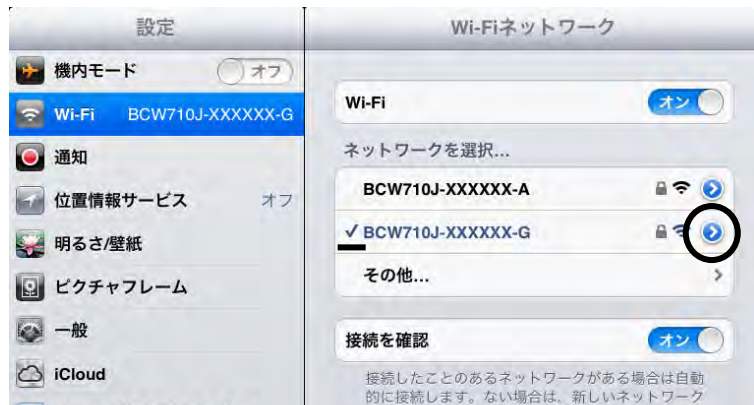 設定
機内モード オフ
Wi-Fi BCW710J-XXXXXX-G
通知
位置情報サービス オフ
明るさ/壁紙
ピクチャフレーム
一般
iCloud
Wi-Fiネットワーク
Wi-Fi オン
ネットワークを選択...
BCW710J-XXXXXX-A
✓ BCW710J-XXXXXX-G
その他...
接続を確認 オン
接続したことのあるネットワークがある場合は自動
的に接続します。ない場合は、新しいネットワーク